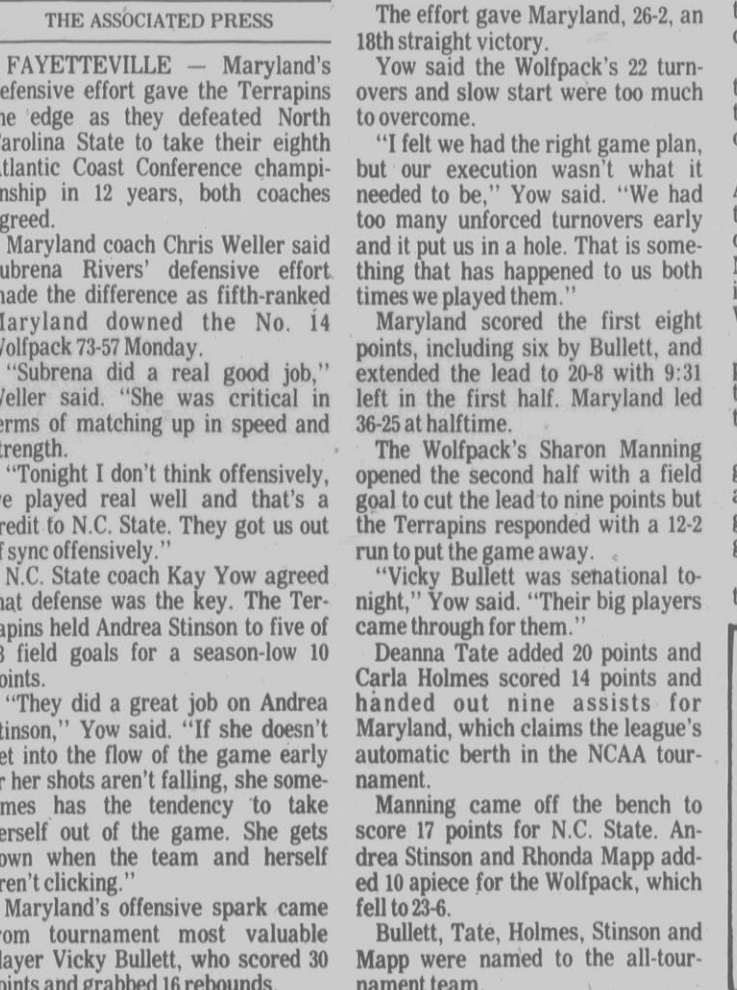 THE ASSOCIATED PRESS
FAYETTEVILLE — Maryland's
efensive effort gave the Terrapins
he edge as they defeated North
arolina State to take their eighth
tlantic Coast Conference champi-
nship in 12 years, both coaches
greed.
Maryland coach Chris Weller said
ubrena Rivers' defensive effort
ade the difference as fifth-ranked
Maryland downed the No. 14
Wolfpack 73-57 Monday.
"Subrena did a real good job,"
Weller said. "She was critical in
erms of matching up in speed and
trength.
"Tonight I don't think offensively,
e played real well and that's a
redit to N.C. State. They got us out
f sync offensively."
N.C. State coach Kay Yow agreed
hat defense was the key. The Ter-
apins held Andrea Stinson to five of
3 field goals for a season-low 10
oints.
"They did a great job on Andrea
tinson," Yow said. "If she doesn't
et into the flow of the game early
r her shots aren't falling, she some-
mes has the tendency to take
erself out of the game. She gets
own when the team and herself
ren't clicking."
Maryland's offensive spark came
rom tournament most valuable
layer Vicky Bullett, who scored 30
oints and grabbed 16 rebounds.
The effort gave Maryland, 26-2, an
18th straight victory.
Yow said the Wolfpack's 22 turn-
overs and slow start were too much
to overcome.
"I felt we had the right game plan,
but our execution wasn't what it
needed to be," Yow said. "We had
too many unforced turnovers early
and it put us in a hole. That is some-
thing that has happened to us both
times we played them."
Maryland scored the first eight
points, including six by Bullett, and
extended the lead to 20-8 with 9:31
left in the first half. Maryland led
36-25 at halftime.
The Wolfpack's Sharon Manning
opened the second half with a field
goal to cut the lead to nine points but
the Terrapins responded with a 12-2
run to put the game away.
"Vicky Bullett was senational to-
night," Yow said. "Their big players
came through for them."
Deanna Tate added 20 points and
Carla Holmes scored 14 points and
handed out nine assists for
Maryland, which claims the league's
automatic berth in the NCAA tour-
nament.
Manning came off the bench to
score 17 points for N.C. State. An-
drea Stinson and Rhonda Mapp add-
ed 10 apiece for the Wolfpack, which
fell to 23-6.
Bullett, Tate, Holmes, Stinson and
Mapp were named to the all-tour-
nament team.